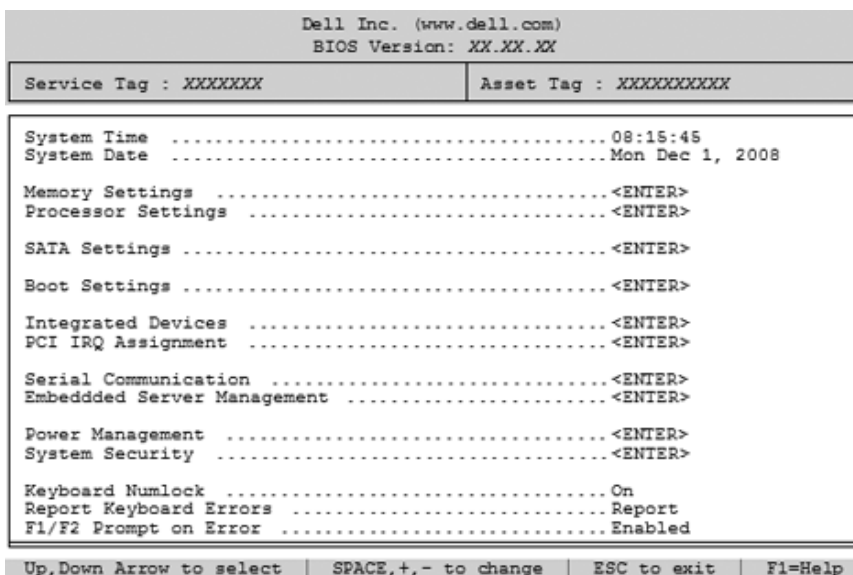 Dell Inc. (www.dell.com)
BIOS Version: XX.XX.XX
Service Tag : XXXXXXX Asset Tag : XXXXXXXXXX
System Time ....................................... 08:15:45
System Date ....................................... Mon Dec 1, 2008
Memory Settings ................................... <ENTER>
Processor Settings ................................ <ENTER>
SATA Settings ...................................... <ENTER>
Boot Settings ...................................... <ENTER>
Integrated Devices ................................ <ENTER>
PCI IRQ Assignment ................................ <ENTER>
Serial Communication .............................. <ENTER>
Embeddded Server Management ....................... <ENTER>
Power Management .................................. <ENTER>
System Security ................................... <ENTER>
Keyboard Numlock .................................. On
Report Keyboard Errors ............................ Report
F1/F2 Prompt on Error ............................. Enabled
Up,Down Arrow to select | SPACE,+,- to change | ESC to exit | F1=Help